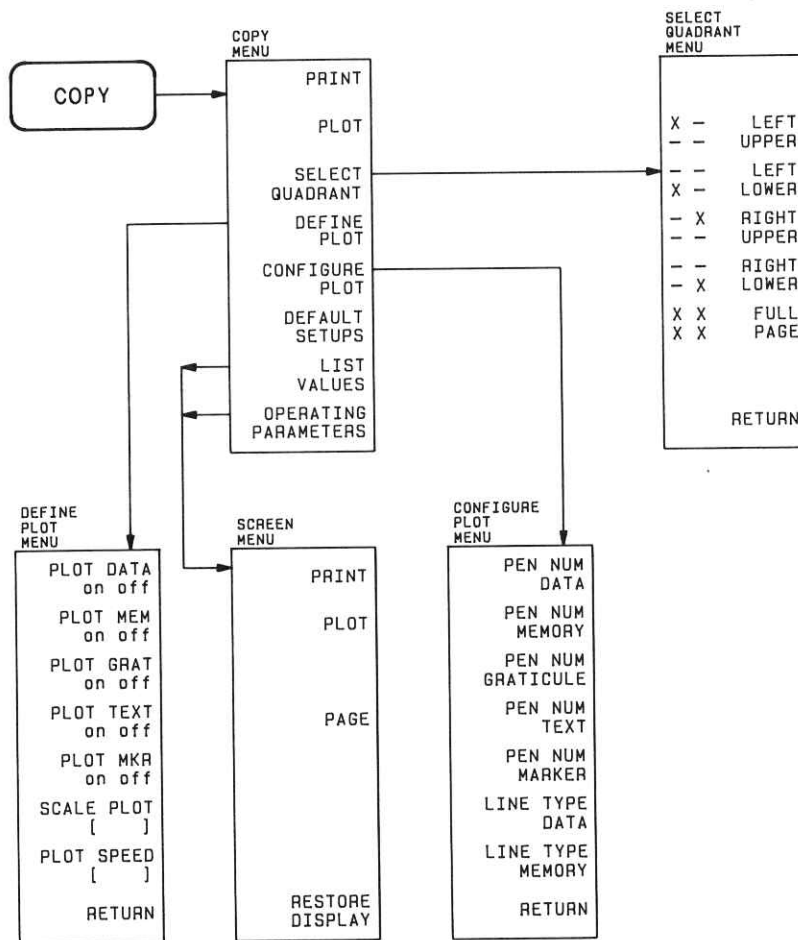 COPY
COPY
MENU
PRINT
PLOT
SELECT
QUADRANT
DEFINE
PLOT
CONFIGURE
PLOT
DEFAULT
SETUPS
LIST
VALUES
OPERATING
PARAMETERS
SELECT
QUADRANT
MENU
X - LEFT
- - UPPER
- - LEFT
X - LOWER
- X RIGHT
- - UPPER
- - RIGHT
- X LOWER
X X FULL
X X PAGE
RETURN
DEFINE
PLOT
MENU
PLOT DATA
on off
PLOT MEM
on off
PLOT GRAT
on off
PLOT TEXT
on off
PLOT MKR
on off
SCALE PLOT
[ ]
PLOT SPEED
[ ]
RETURN
SCREEN
MENU
PRINT
PLOT
PAGE
RESTORE
DISPLAY
CONFIGURE
PLOT
MENU
PEN NUM
DATA
PEN NUM
MEMORY
PEN NUM
GRATICULE
PEN NUM
TEXT
PEN NUM
MARKER
LINE TYPE
DATA
LINE TYPE
MEMORY
RETURN